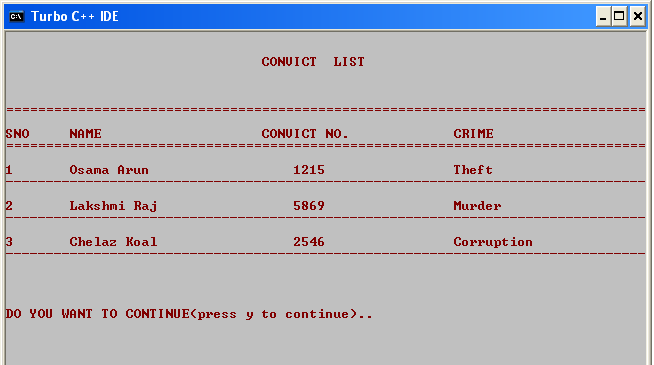 Turbo C++ IDE
CONVICT LIST
SNO NAME CONVICT NO. CRIME
1 Osama Arun 1215 Theft
2 Lakshmi Raj 5869 Murder
3 Chelaz Koal 2546 Corruption
DO YOU WANT TO CONTINUE(press y to continue)..